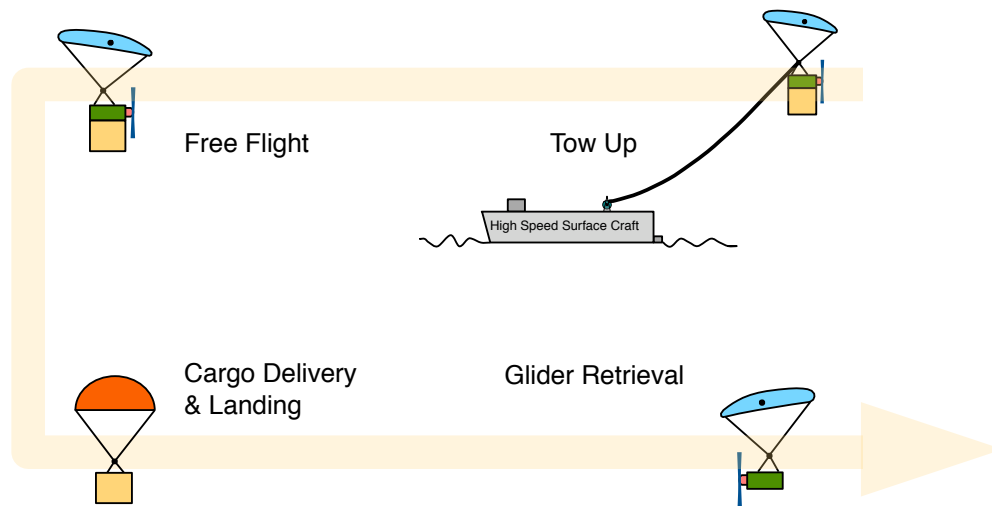 Free Flight
Tow Up
High Speed Surface Craft
Cargo Delivery
& Landing
Glider Retrieval